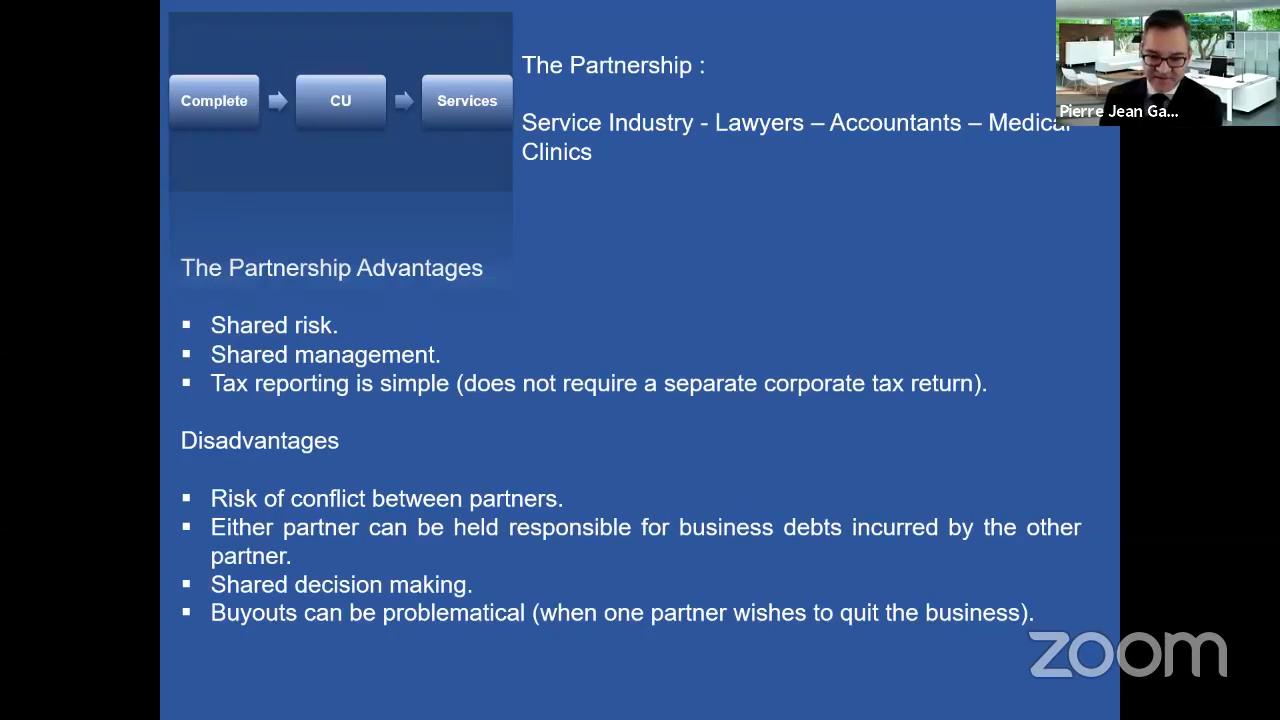 Complete
CU
Services
The Partnership :
Service Industry - Lawyers – Accountants – Medical
Clinics
Pierre Jean Ga...
The Partnership Advantages
▪ Shared risk.
▪ Shared management.
▪ Tax reporting is simple (does not require a separate corporate tax return).
Disadvantages
▪ Risk of conflict between partners.
▪ Either partner can be held responsible for business debts incurred by the other
partner.
▪ Shared decision making.
▪ Buyouts can be problematical (when one partner wishes to quit the business).
zoom